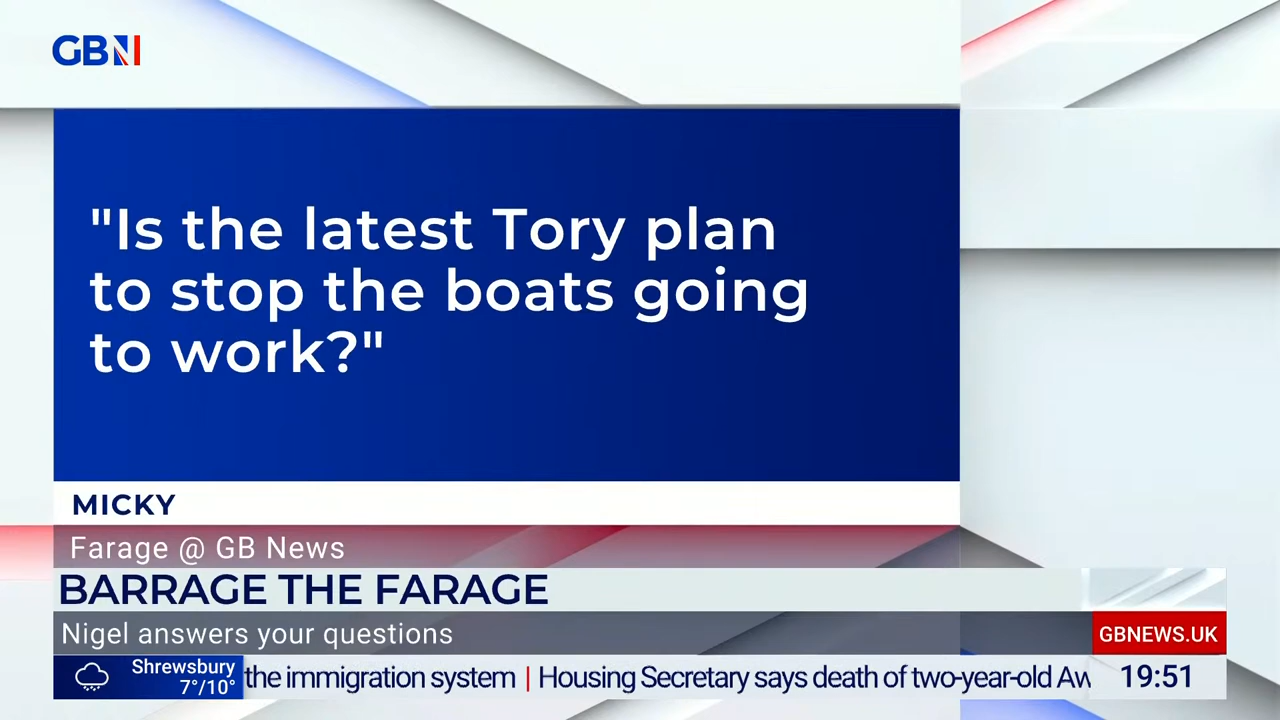 GBN
"Is the latest Tory plan
to stop the boats going
to work?"
MICKY
Farage @ GB News
BARRAGE THE FARAGE
Nigel answers your questions
GBNEWS.UK
Shrewsbury
7°/10°
the immigration system | Housing Secretary says death of two-year-old Aw
19:51